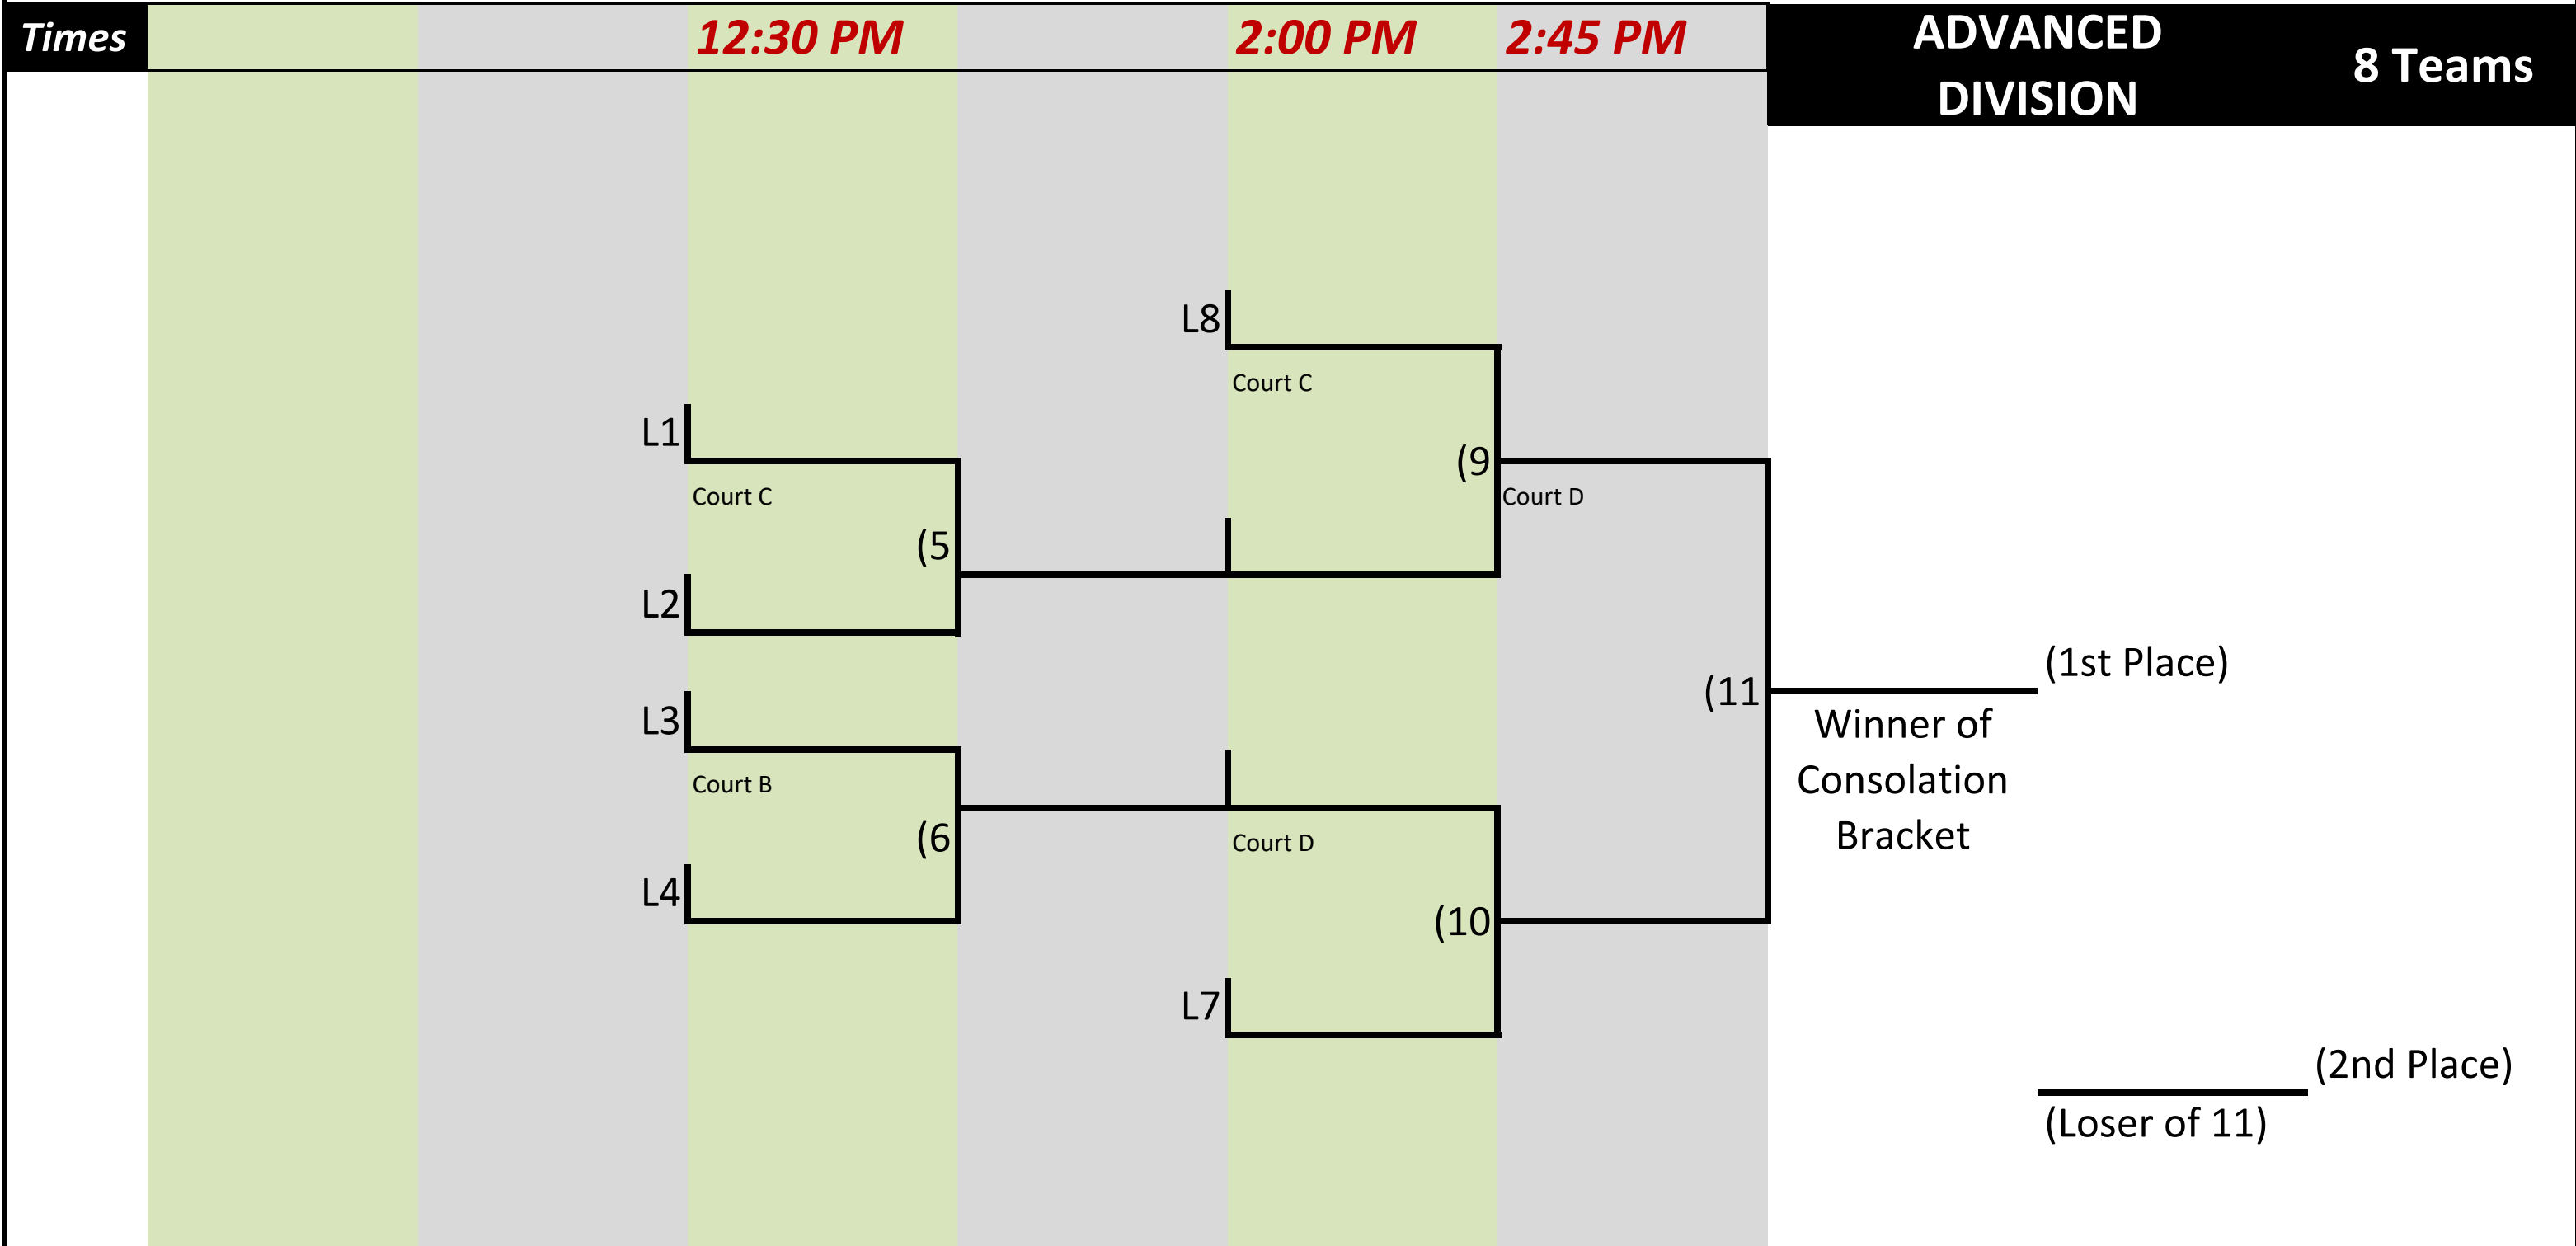 Times
12:30 PM
2:00 PM
2:45 PM
ADVANCED
DIVISION
8 Teams
L8
Court C
L1
(9
Court C
Court D
(5
L2
(1st Place)
L3
(11
Winner of
Court B
Consolation
(6
Bracket
Court D
L4
(10
L7
(2nd Place)
(Loser of 11)